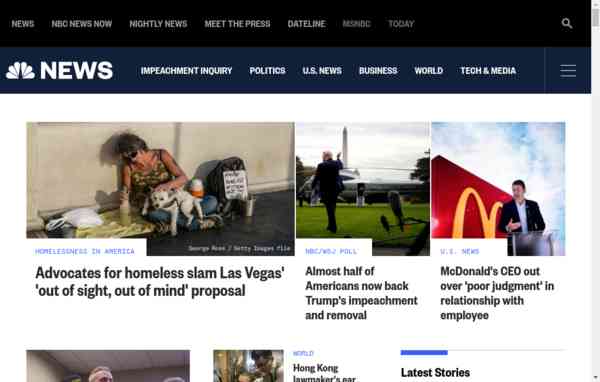 NEWS NBC NEWS NOW NIGHTLY NEWS MEET THE PRESS DATELINE MSNBC TODAY
NEWS IMPEACHMENT INQUIRY POLITICS U.S. NEWS BUSINESS WORLD TECH & MEDIA
George Rose / Getty Images file
HOMELESSNESS IN AMERICA
Advocates for homeless slam Las Vegas'
'out of sight, out of mind' proposal
NBC/WSJ POLL
Almost half of
Americans now back
Trump's impeachment
and removal
U.S. NEWS
McDonald's CEO out
over 'poor judgment' in
relationship with
employee
WORLD
Hong Kong
lawmaker's ear
Latest Stories